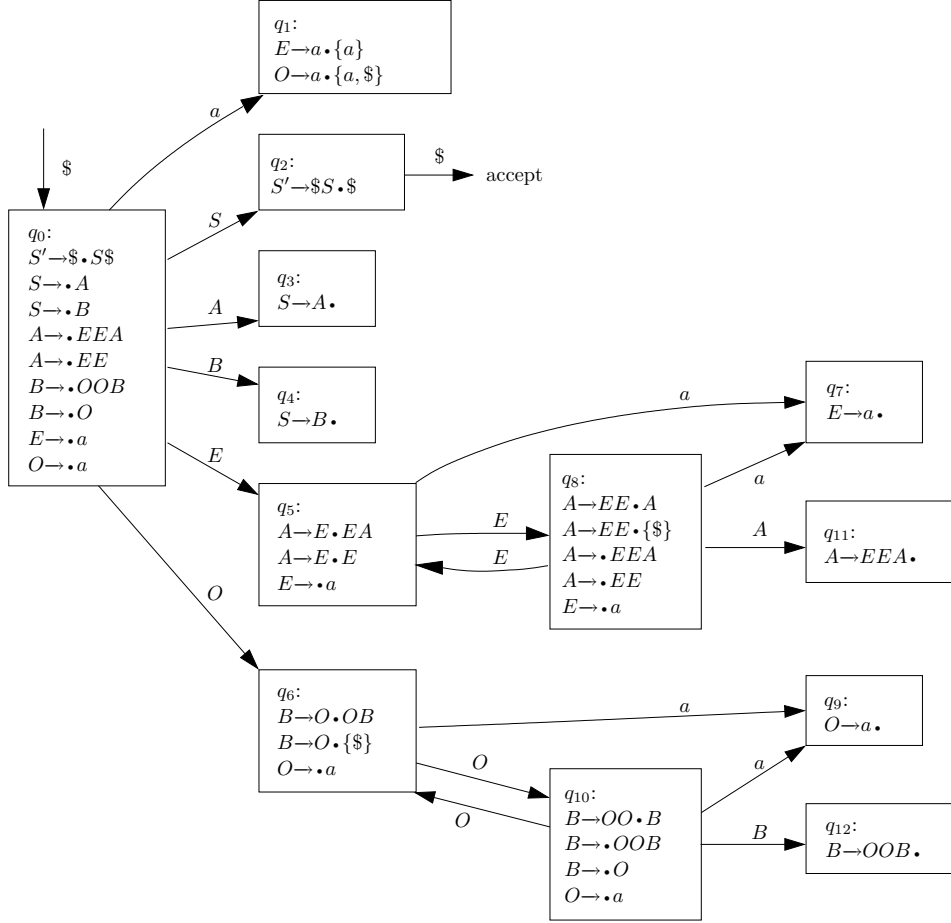 q1:
E→a•{a}
O→a•{a, $}
a
$
q2:
S′→$S•$
$
accept
S
q0:
S′→$•S$
S→•A
S→•B
A→•EEA
A→•EE
B→•OOB
B→•O
E→•a
O→•a
q3:
S→A•
A
B
q4:
S→B•
E
q5:
A→E•EA
A→E•E
E→•a
a
q7:
E→a•
E
E
q8:
A→EE•A
A→EE•{$}
A→•EEA
A→•EE
E→•a
a
A
q11:
A→EEA•
O
q6:
B→O•OB
B→O•{$}
O→•a
a
q9:
O→a•
O
O
q10:
B→OO•B
B→•OOB
B→•O
O→•a
a
B
q12:
B→OOB•